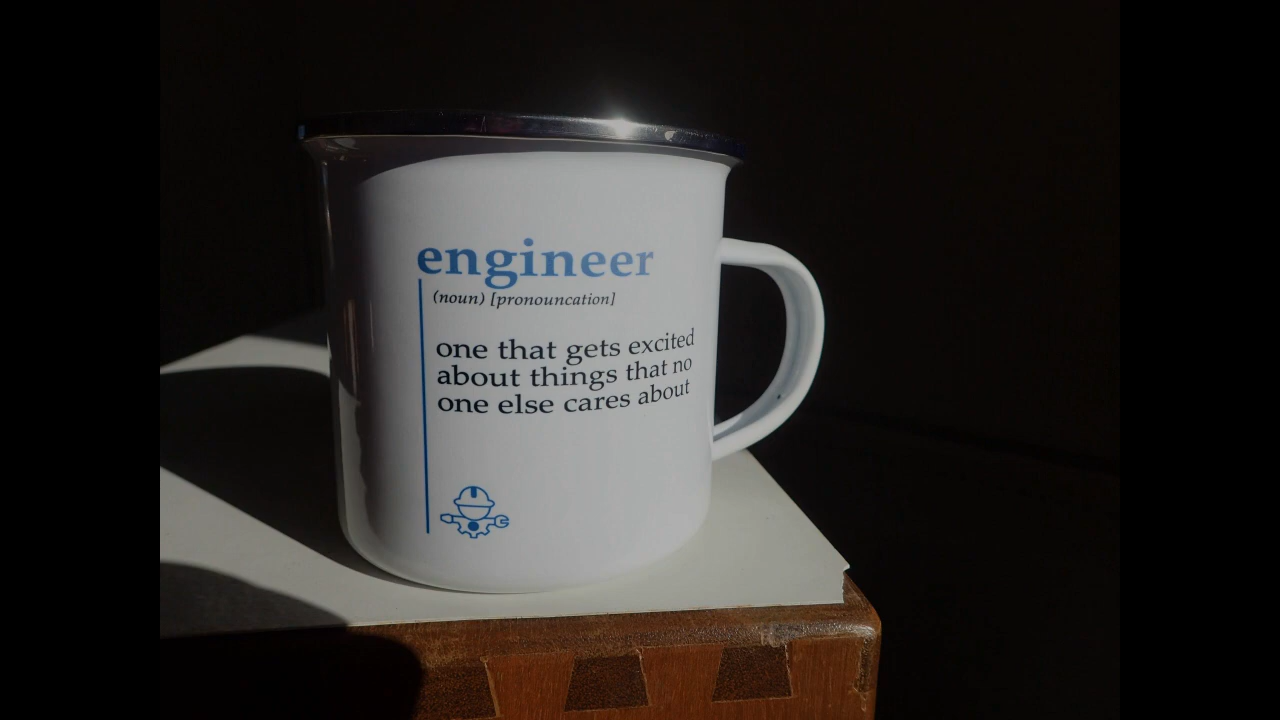 engineer
(noun) [pronouncation]
one that gets excited
about things that no
one else cares about